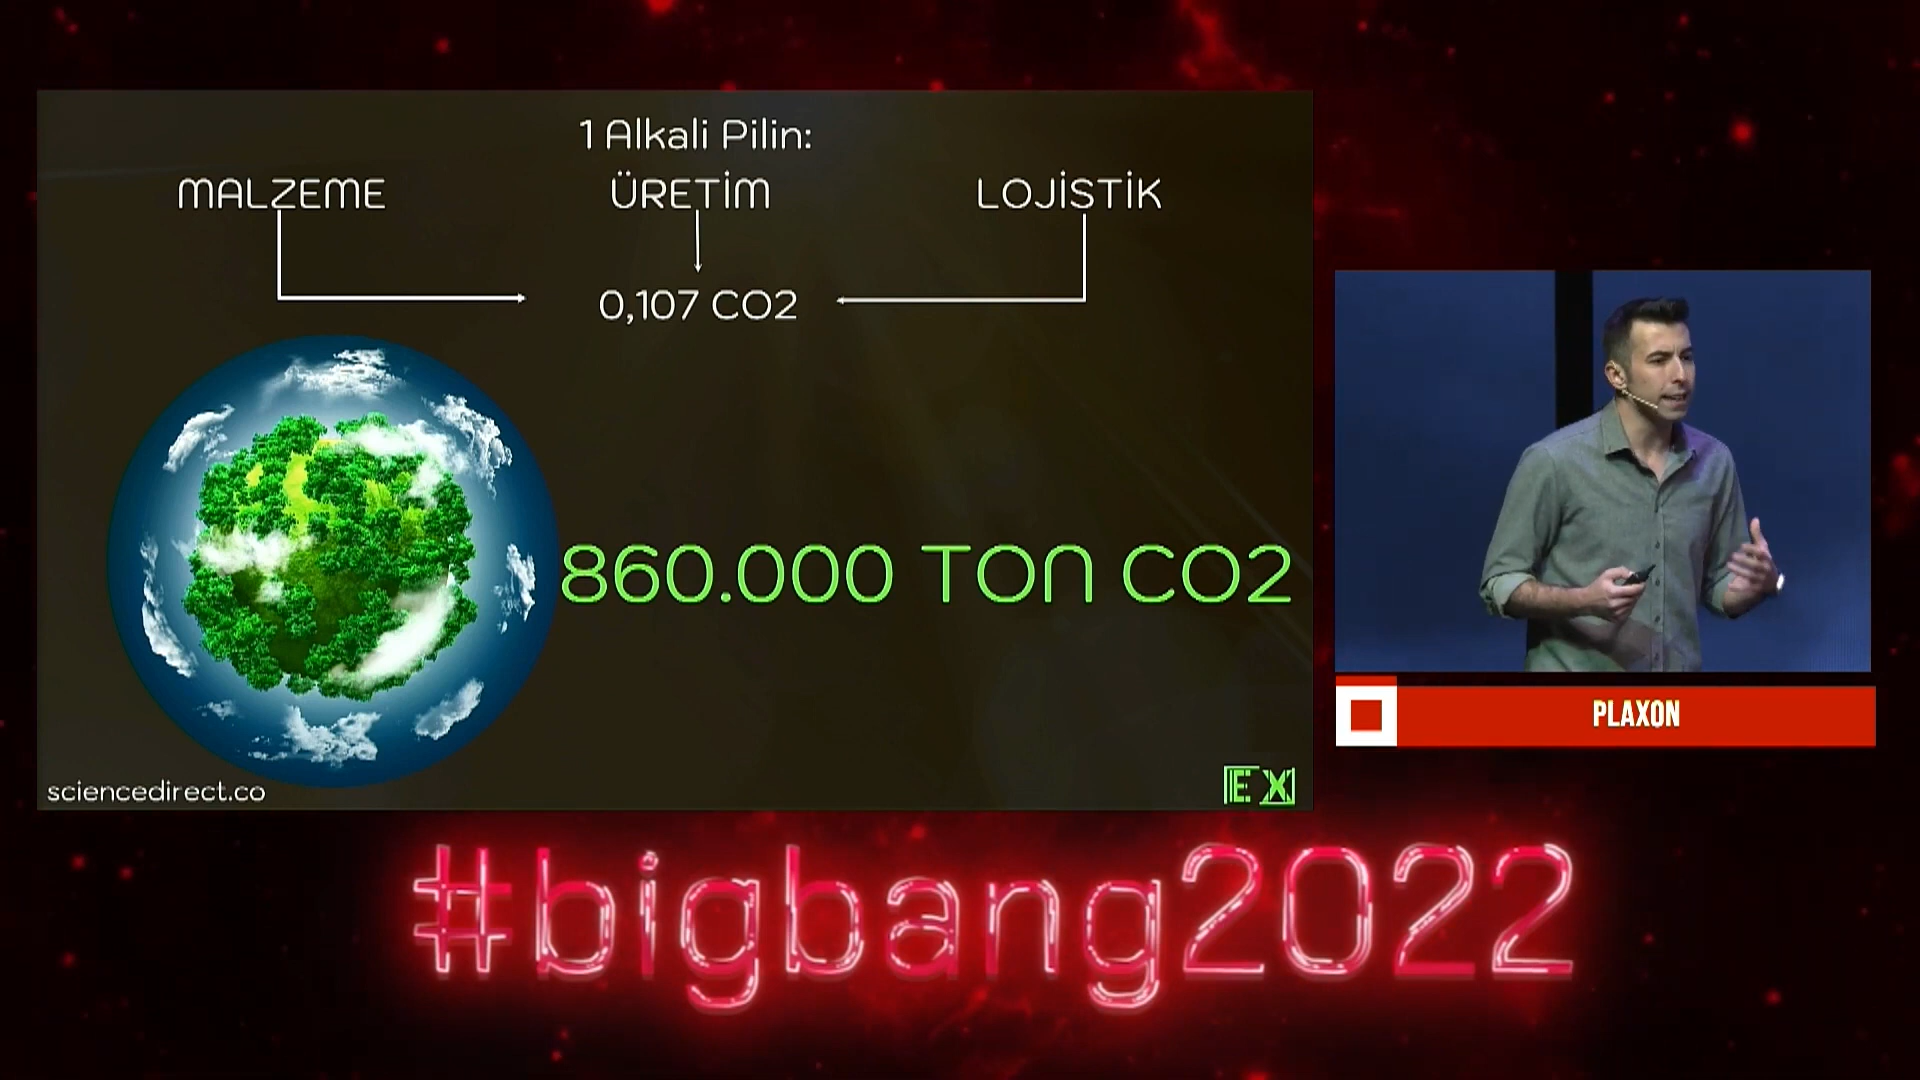 1 Alkali Pilin:
MALZEME
ÜRETİM
LOJİSTİK
0,107 CO2
860.000 TON CO2
sciencedirect.co
EX
PLAXON
#bigbang2022